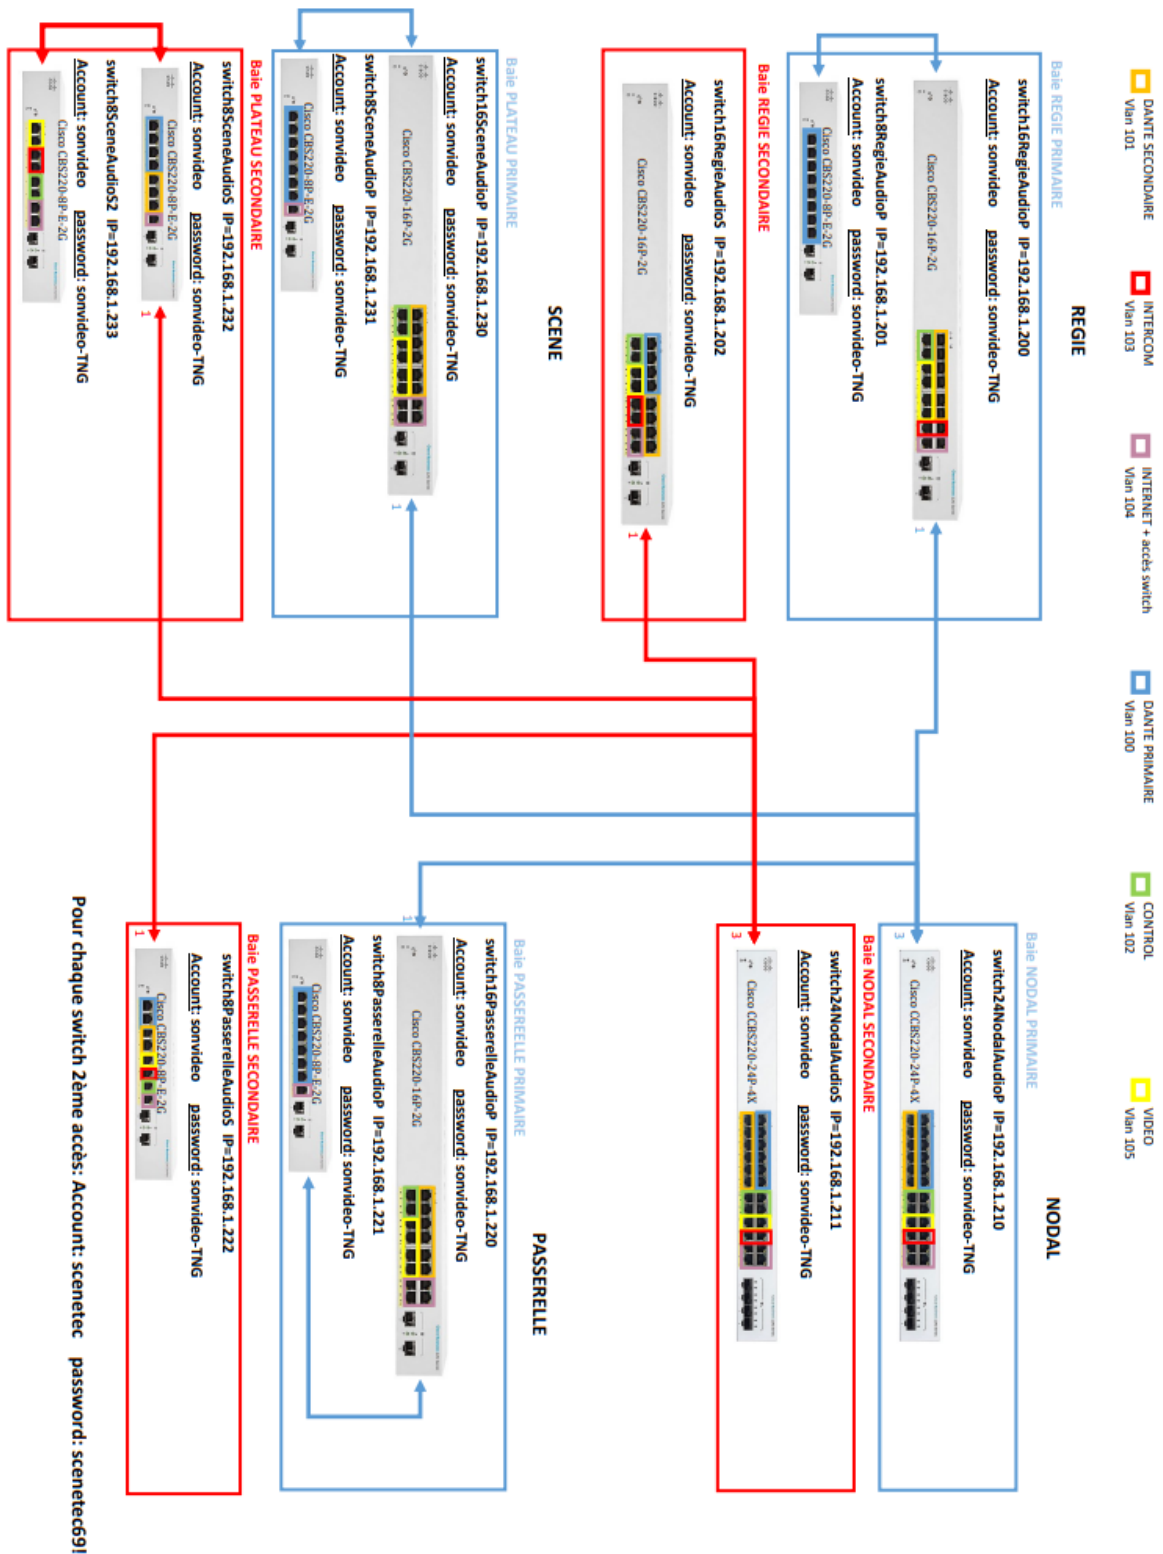 DANTE SECONDAIRE
Vlan 101
INTERCOM
Vlan 103
INTERNET + accès switch
Vlan 104
DANTE PRIMAIRE
Vlan 100
CONTROL
Vlan 102
VIDEO
Vlan 105
REGIE
Baie REGIE PRIMAIRE
switch16RegieAudioP IP=192.168.1.200
Account: sonvideo password: sonvideo-TNG
Cisco CBS220-16P-2G
1
switch8RegieAudioP IP=192.168.1.201
Account: sonvideo password: sonvideo-TNG
Cisco CBS220-8P-E-2G
Baie REGIE SECONDAIRE
switch16RegieAudioS IP=192.168.1.202
Account: sonvideo password: sonvideo-TNG
Cisco CBS220-16P-2G
1
SCENE
Baie PLATEAU PRIMAIRE
switch16SceneAudioP IP=192.168.1.230
Account: sonvideo password: sonvideo-TNG
Cisco CBS220-16P-2G
1
switch8SceneAudioP IP=192.168.1.231
Account: sonvideo password: sonvideo-TNG
Cisco CBS220-8P-E-2G
Baie PLATEAU SECONDAIRE
switch8SceneAudioS IP=192.168.1.232
Account: sonvideo password: sonvideo-TNG
Cisco CBS220-8P-E-2G
1
switch8SceneAudioS2 IP=192.168.1.233
Account: sonvideo password: sonvideo-TNG
Cisco CBS220-8P-E-2G
NODAL
Baie NODAL PRIMAIRE
switch24NodalAudioP IP=192.168.1.210
Account: sonvideo password: sonvideo-TNG
3
Cisco CCBS220-24P-4X
Baie NODAL SECONDAIRE
switch24NodalAudioS IP=192.168.1.211
Account: sonvideo password: sonvideo-TNG
3
Cisco CCBS220-24P-4X
PASSERELLE
Baie PASSEREELLE PRIMAIRE
switch16PasserelleAudioP IP=192.168.1.220
Account: sonvideo password: sonvideo-TNG
1
Cisco CBS220-16P-2G
switch8PasserelleAudioP IP=192.168.1.221
Account: sonvideo password: sonvideo-TNG
Cisco CBS220-8P-E-2G
Baie PASSERELLE SECONDAIRE
switch8PasserelleAudioS IP=192.168.1.222
Account: sonvideo password: sonvideo-TNG
1
Cisco CBS220-8P-E-2G
Pour chaque switch 2ème accès: Account: scenetec password: scenetec69!